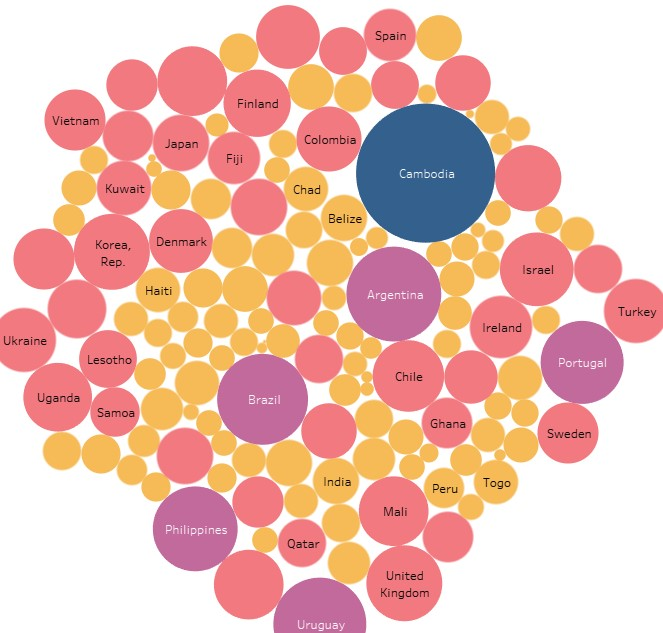 Spain
Finland
Vietnam
Colombia
Japan
Fiji
Cambodia
Kuwait
Chad
Belize
Korea,
Rep.
Denmark
Israel
Haiti
Argentina
Turkey
Ireland
Ukraine
Lesotho
Portugal
Chile
Uganda
Brazil
Samoa
Ghana
Sweden
India
Peru
Togo
Mali
Philippines
Qatar
United
Kingdom
Uruguay